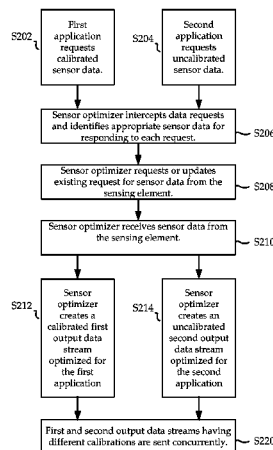 S202
First
application
requests
calibrated
sensor data.
S204
Second
application
requests
uncalibrated
sensor data.
Sensor optimizer intercepts data requests
and identifies appropriate sensor data for
responding to each request.
S206
Sensor optimizer requests or updates
existing request for sensor data from the
sensing element.
S208
Sensor optimizer receives sensor data from
the sensing element.
S210
S212
Sensor
optimizer
creates a
calibrated first
output data
stream
optimized for
the first
application
S214
Sensor
optimizer
creates an
uncalibrated
second output
data stream
optimized for
the second
application
First and second output data streams having
different calibrations are sent concurrently.
S220